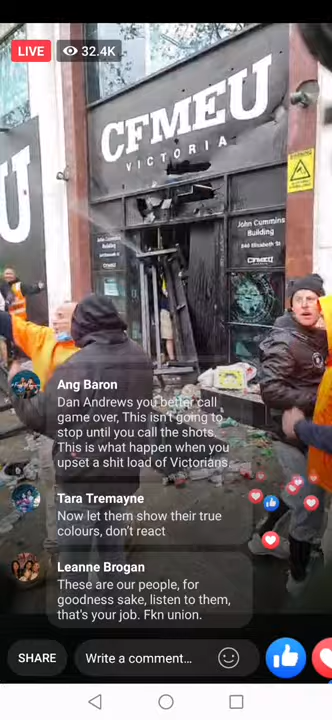 LIVE
32.4K
CFMEU
VICTORIA
U
John Cummins
Building
CFMEU
Ang Baron
Dan Andrews you better call
game over, This isn't going to
stop until you call the shots.
This is what happen when you
upset a shit load of Victorians.
Tara Tremayne
Now let them show their true
colours, don't react
Leanne Brogan
These are our people, for
goodness sake, listen to them,
that's your job. Fkn union.
SHARE
Write a comment...